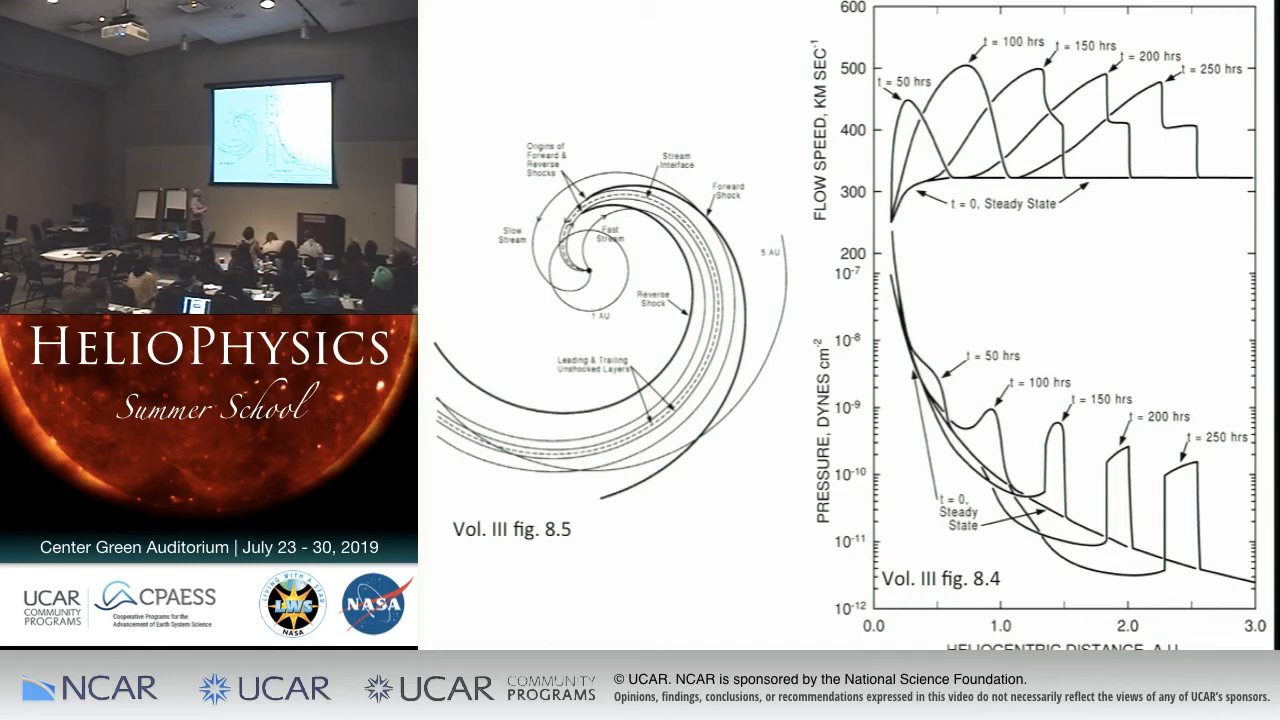 HELIOPHYSICS
Summer School
Center Green Auditorium | July 23 - 30, 2019
UCAR
COMMUNITY
PROGRAMS
CPAESS
Cooperative Programs for the
Advancement of Earth System Science
LIVING WITH A STAR
LWS
NASA
NASA
Origins of
Forward &
Reverse
Shocks
Stream
Interface
Forward
Shock
Slow
Stream
Fast
Stream
5 AU
Reverse
Shock
1 AU
Leading & Trailing
Unshocked Layers
Vol. III fig. 8.5
FLOW SPEED, KM SEC-1
600
500
400
300
200
t = 50 hrs
t = 100 hrs
t = 150 hrs
t = 200 hrs
t = 250 hrs
t = 0, Steady State
PRESSURE, DYNES cm-2
10-7
10-8
10-9
10-10
10-11
10-12
t = 50 hrs
t = 100 hrs
t = 150 hrs
t = 200 hrs
t = 250 hrs
t = 0,
Steady
State
Vol. III fig. 8.4
0.0 1.0 2.0 3.0
HELIOCENTRIC DISTANCE, A.U.
NCAR
UCAR
UCAR COMMUNITY
PROGRAMS
© UCAR. NCAR is sponsored by the National Science Foundation.
Opinions, findings, conclusions, or recommendations expressed in this video do not necessarily reflect the views of any of UCAR's sponsors.